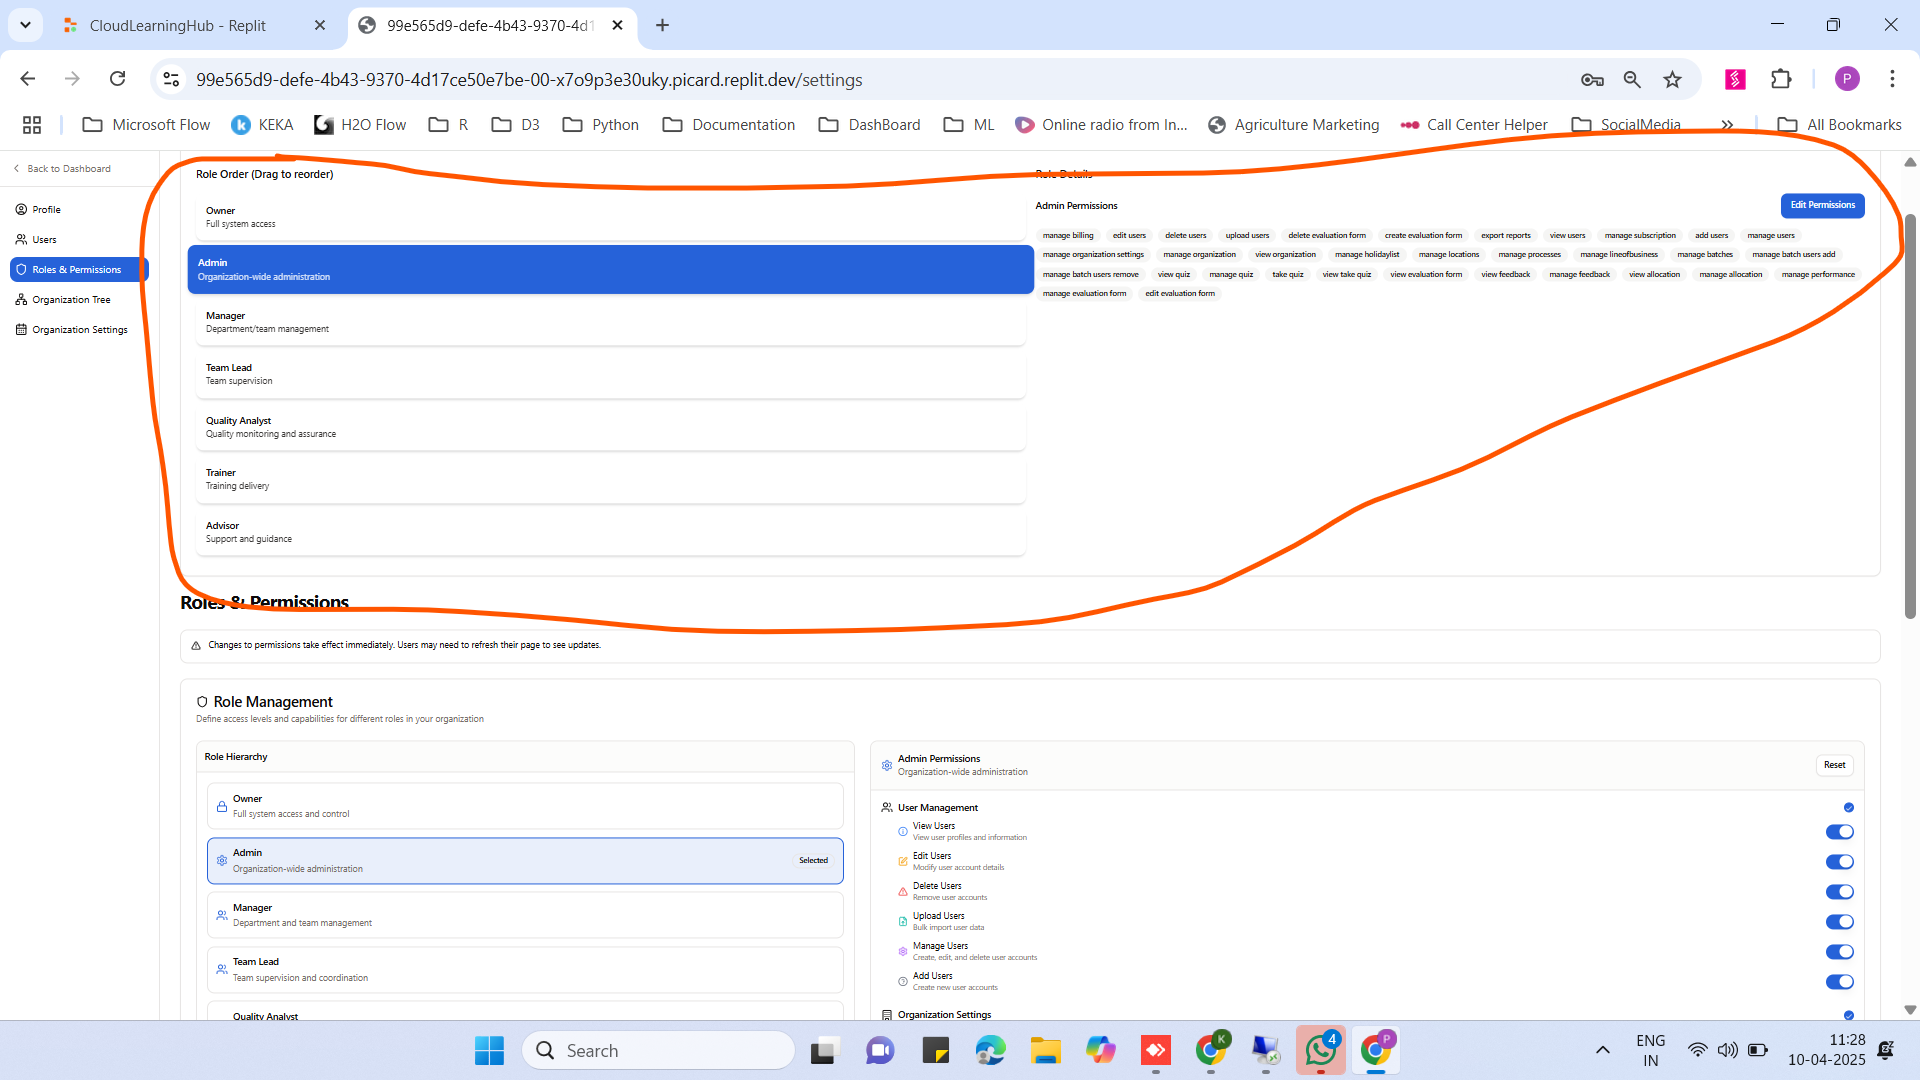 CloudLearningHub - Replit
99e565d9-defe-4b43-9370-4d1
99e565d9-defe-4b43-9370-4d17ce50e7be-00-x7o9p3e30uky.picard.replit.dev/settings
P
Microsoft Flow KEKA H2O Flow R D3 Python Documentation DashBoard ML Online radio from In... Agriculture Marketing Call Center Helper SocialMedia » All Bookmarks
Back to Dashboard
Profile
Users
Roles & Permissions
Organization Tree
Organization Settings
Role Order (Drag to reorder)
Owner
Full system access
Admin
Organization-wide administration
Manager
Department/team management
Team Lead
Team supervision
Quality Analyst
Quality monitoring and assurance
Trainer
Training delivery
Advisor
Support and guidance
Role Details
Admin Permissions
Edit Permissions
manage billing edit users delete users upload users delete evaluation form create evaluation form export reports view users manage subscription add users manage users
manage organization settings manage organization view organization manage holidaylist manage locations manage processes manage lineofbusiness manage batches manage batch users add
manage batch users remove view quiz manage quiz take quiz view take quiz view evaluation form view feedback manage feedback view allocation manage allocation manage performance
manage evaluation form edit evaluation form
Roles & Permissions
Changes to permissions take effect immediately. Users may need to refresh their page to see updates.
Role Management
Define access levels and capabilities for different roles in your organization
Role Hierarchy
Owner
Full system access and control
Admin
Organization-wide administration
Selected
Manager
Department and team management
Team Lead
Team supervision and coordination
Quality Analyst
Admin Permissions
Organization-wide administration
Reset
User Management
View Users
View user profiles and information
Edit Users
Modify user account details
Delete Users
Remove user accounts
Upload Users
Bulk import user data
Manage Users
Create, edit, and delete user accounts
Add Users
Create new user accounts
Organization Settings
Search
K
4
P
ENG
IN
11:28
10-04-2025